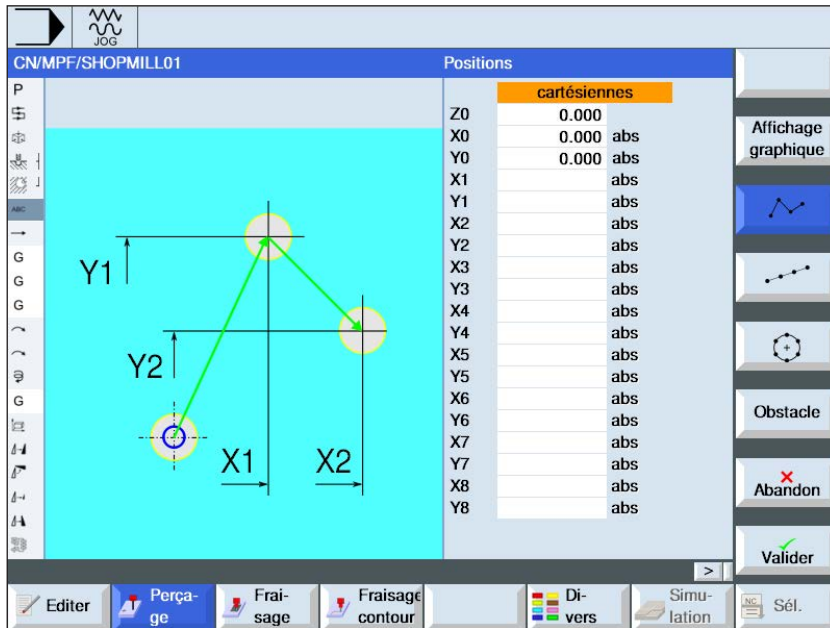 JOG
CN/MPF/SHOPMILL01
Positions
P
ABC
G
G
G
G
Y1
Y2
X1
X2
cartésiennes
Z0 0.000
X0 0.000 abs
Y0 0.000 abs
X1 abs
Y1 abs
X2 abs
Y2 abs
X3 abs
Y3 abs
X4 abs
Y4 abs
X5 abs
Y5 abs
X6 abs
Y6 abs
X7 abs
Y7 abs
X8 abs
Y8 abs
Affichage
graphique
Obstacle
Abandon
Valider
>
Editer
Perça-
ge
Frai-
sage
Fraisage
contour
Di-
vers
Simu-
lation
NC
Sél.